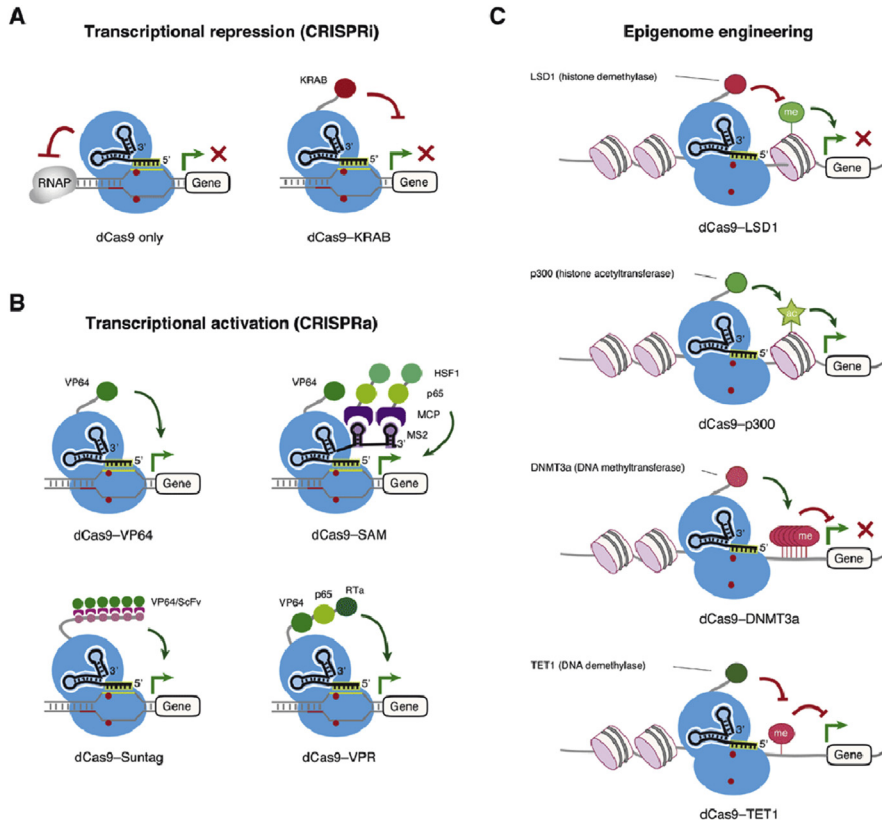 A
Transcriptional repression (CRISPRi)
RNAP
3'
5'
Gene
dCas9 only
KRAB
3'
5'
Gene
dCas9–KRAB
B
Transcriptional activation (CRISPRa)
VP64
3'
5'
Gene
dCas9–VP64
VP64
HSF1
p65
MCP
MS2
3'
Gene
dCas9–SAM
VP64/ScFv
3'
5'
Gene
dCas9–Suntag
VP64
p65
RTa
3'
5'
Gene
dCas9–VPR
C
Epigenome engineering
LSD1 (histone demethylase)
me
3'
5'
Gene
dCas9–LSD1
p300 (histone acetyltransferase)
ac
3'
5'
Gene
dCas9–p300
DNMT3a (DNA methyltransferase)
me
3'
5'
Gene
dCas9–DNMT3a
TET1 (DNA demethylase)
me
3'
5'
Gene
dCas9–TET1